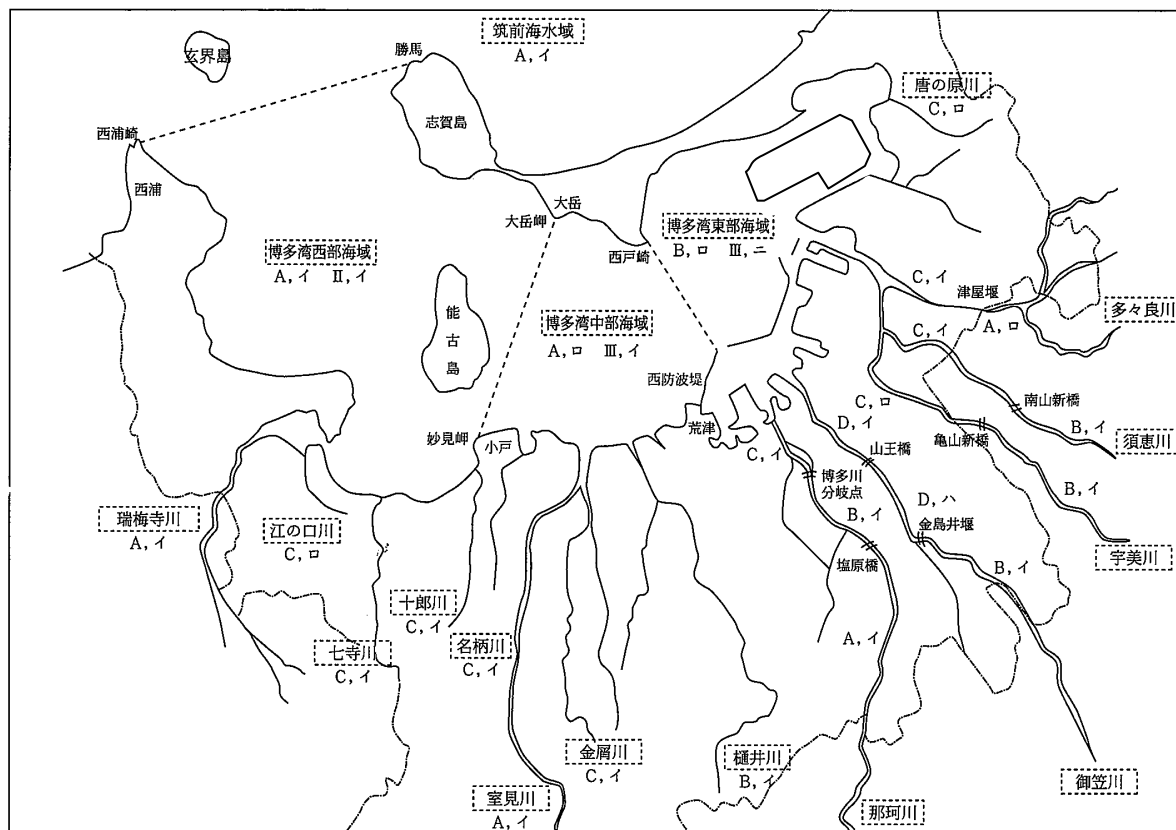 筑前海水域
A, イ
玄界島
勝馬
志賀島
唐の原川
C, ロ
西浦崎
西浦
大岳
大岳岬
西戸崎
博多湾東部海域
B, ロ Ⅲ, ニ
博多湾西部海域
A, イ Ⅱ, イ
能古島
博多湾中部海域
A, ロ Ⅲ, イ
C, イ
津屋堰
A, ロ
多々良川
C, イ
南山新橋
B, イ
須恵川
西防波堤
荒津
C, ロ
亀山新橋
B, イ
宇美川
妙見岬
小戸
D, イ
山王橋
C, イ
博多川
分岐点
D, ハ
金島井堰
B, イ
B, イ
塩原橋
A, イ
瑞梅寺川
A, イ
江の口川
C, ロ
七寺川
C, イ
十郎川
C, イ
名柄川
C, イ
金屑川
C, イ
樋井川
B, イ
室見川
A, イ
那珂川
御笠川